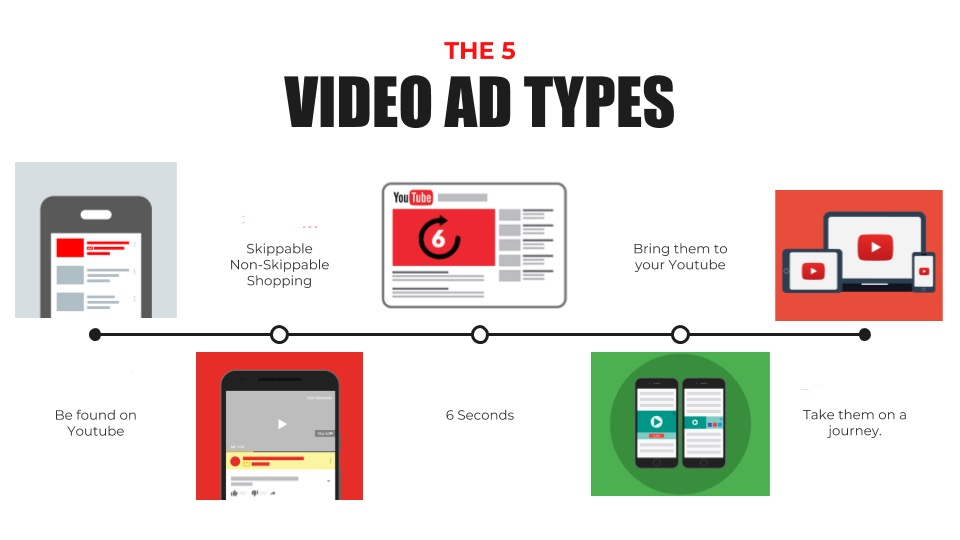 THE 5
VIDEO AD TYPES
Skippable
Non-Skippable
Shopping
YouTube
6
Bring them to
your Youtube
Be found on
Youtube
6 Seconds
Take them on a
journey.